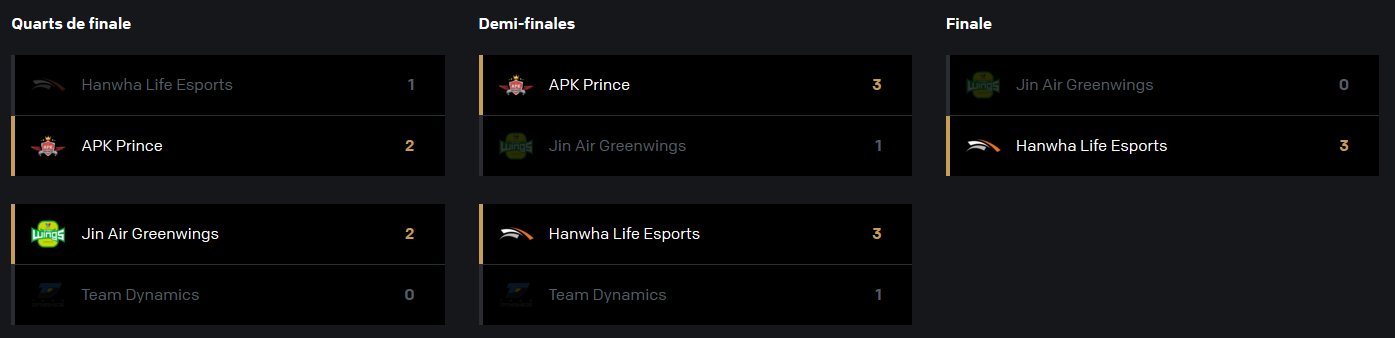 Quarts de finale
Hanwha Life Esports 1
APK Prince 2
Jin Air Greenwings 2
Team Dynamics 0
Demi-finales
APK Prince 3
Jin Air Greenwings 1
Hanwha Life Esports 3
Team Dynamics 1
Finale
Jin Air Greenwings 0
Hanwha Life Esports 3